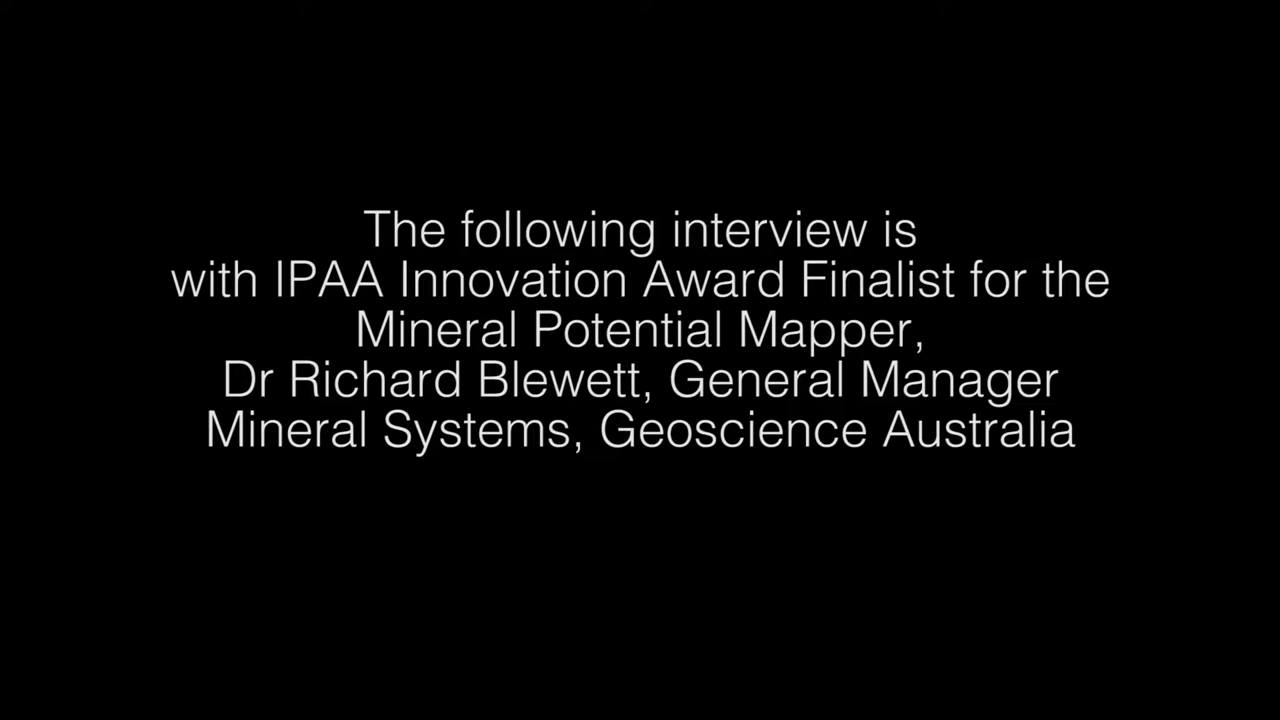 The following interview is
with IPAA Innovation Award Finalist for the
Mineral Potential Mapper,
Dr Richard Blewett, General Manager
Mineral Systems, Geoscience Australia